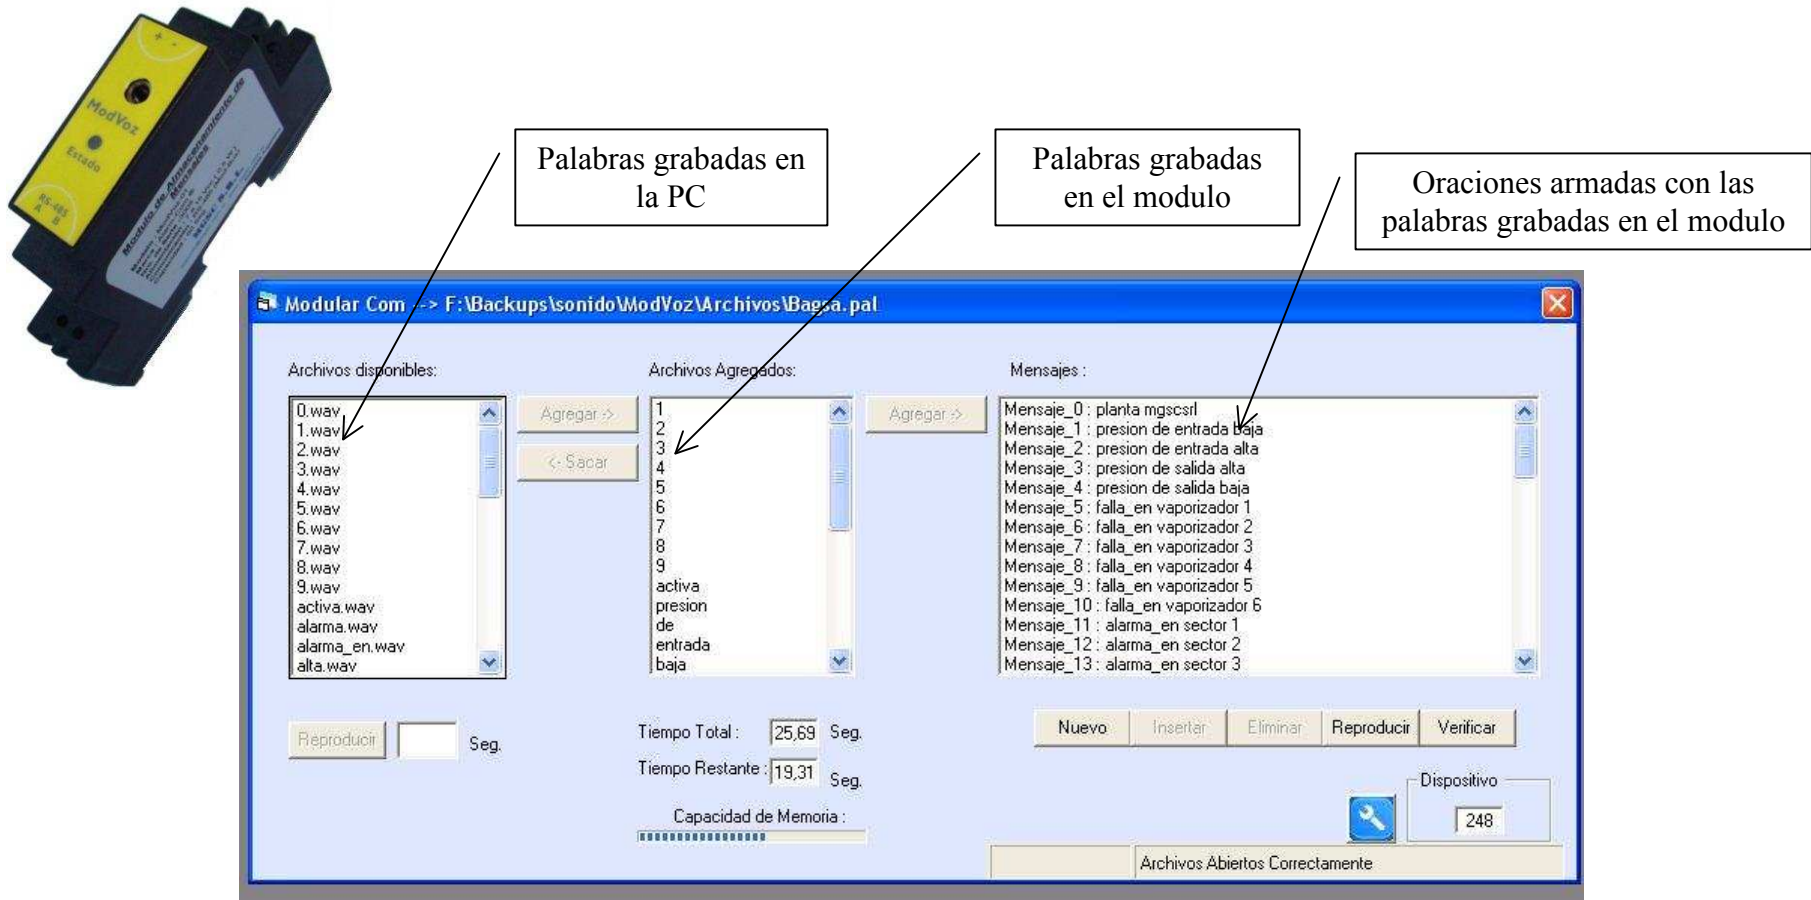 + -
ModVoz
Estado
RS-485
A B
Modulo de Almacenamiento de
Mensajes
Palabras grabadas en
la PC
Palabras grabadas
en el modulo
Oraciones armadas con las
palabras grabadas en el modulo
Modular Com --> F:\Backups\sonido\ModVoz\Archivos\Bagsa.pal
Archivos disponibles:
0.wav
1.wav
2.wav
3.wav
4.wav
5.wav
6.wav
7.wav
8.wav
9.wav
activa.wav
alarma.wav
alarma_en.wav
alta.wav
Agregar ->
<- Sacar
Archivos Agregados:
1
2
3
4
5
6
7
8
9
activa
presion
de
entrada
baja
Agregar ->
Mensajes :
Mensaje_0 : planta mgscsrl
Mensaje_1 : presion de entrada baja
Mensaje_2 : presion de entrada alta
Mensaje_3 : presion de salida alta
Mensaje_4 : presion de salida baja
Mensaje_5 : falla_en vaporizador 1
Mensaje_6 : falla_en vaporizador 2
Mensaje_7 : falla_en vaporizador 3
Mensaje_8 : falla_en vaporizador 4
Mensaje_9 : falla_en vaporizador 5
Mensaje_10 : falla_en vaporizador 6
Mensaje_11 : alarma_en sector 1
Mensaje_12 : alarma_en sector 2
Mensaje_13 : alarma_en sector 3
Reproducir
Seg.
Tiempo Total : 25,69 Seg.
Tiempo Restante : 19,31 Seg.
Capacidad de Memoria :
Nuevo Insertar Eliminar Reproducir Verificar
Dispositivo
248
Archivos Abiertos Correctamente